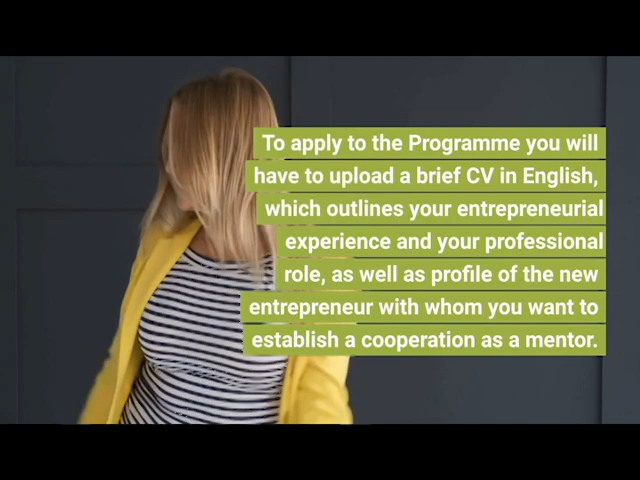 To apply to the Programme you will
have to upload a brief CV in English,
which outlines your entrepreneurial
experience and your professional
role, as well as profile of the new
entrepreneur with whom you want to
establish a cooperation as a mentor.